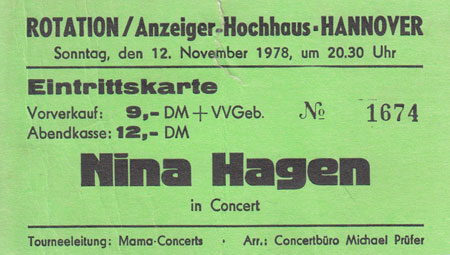 ROTATION/Anzeiger-Hochhaus·HANNOVER
Sonntag, den 12. November 1978, um 20.30 Uhr
Eintrittskarte
Vorverkauf: 9,- DM + VVGeb.
Abendkasse: 12,- DM
№ 1674
Nina Hagen
in Concert
Tourneeleitung: Mama-Concerts · Arr.: Concertbüro Michael Prüfer